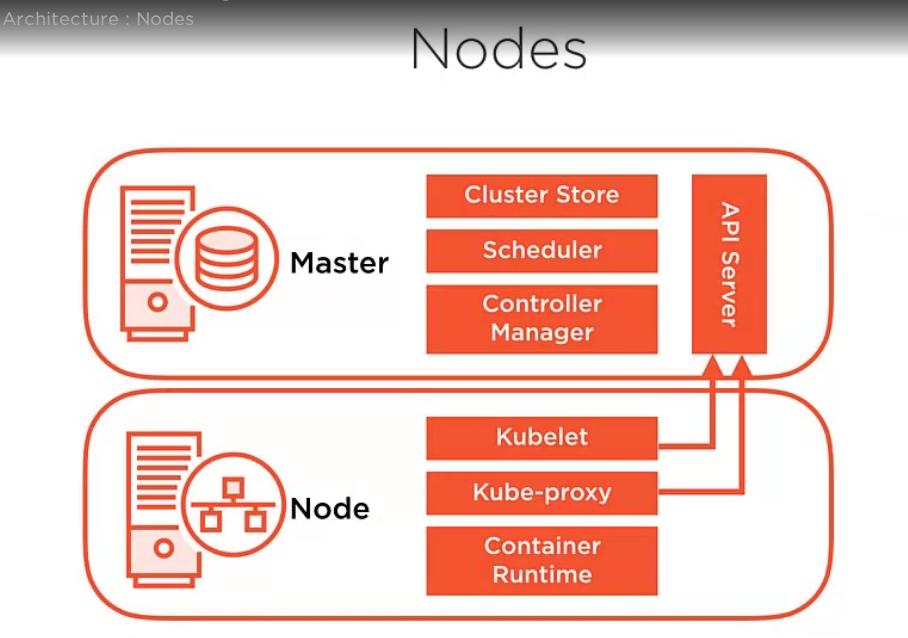 Architecture : Nodes
Nodes
Master
Cluster Store
Scheduler
Controller
Manager
API Server
Node
Kubelet
Kube-proxy
Container
Runtime